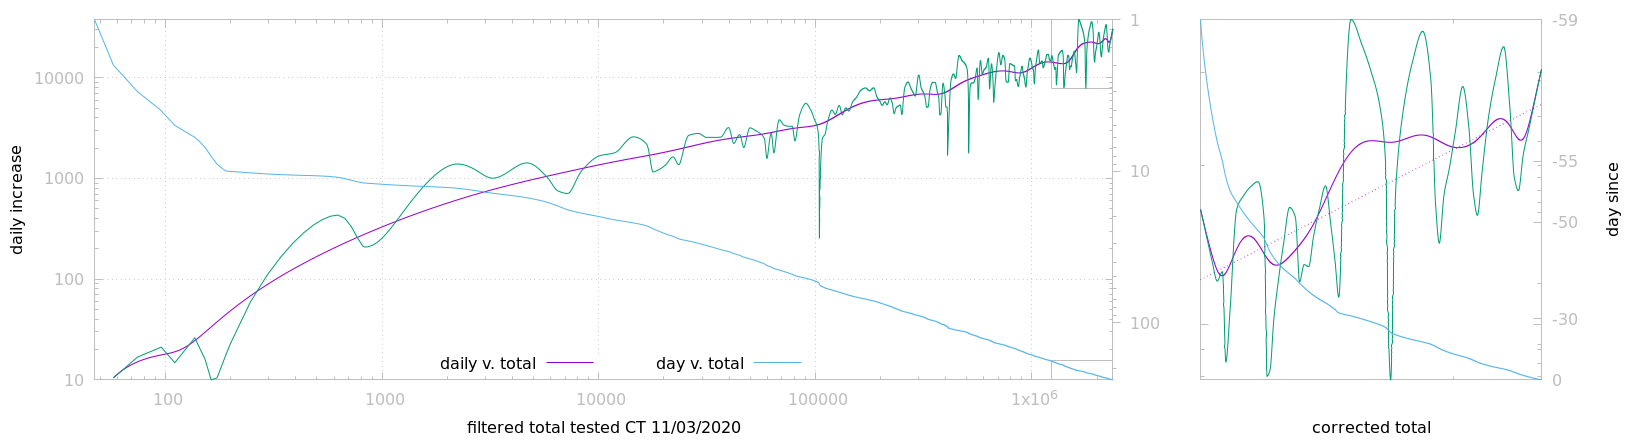 daily increase
10000
1000
100
10
100
1000
10000
100000
1x10^6
filtered total tested CT 11/03/2020
daily v. total
day v. total
1
10
100
-59
-55
-50
-30
0
day since
corrected total